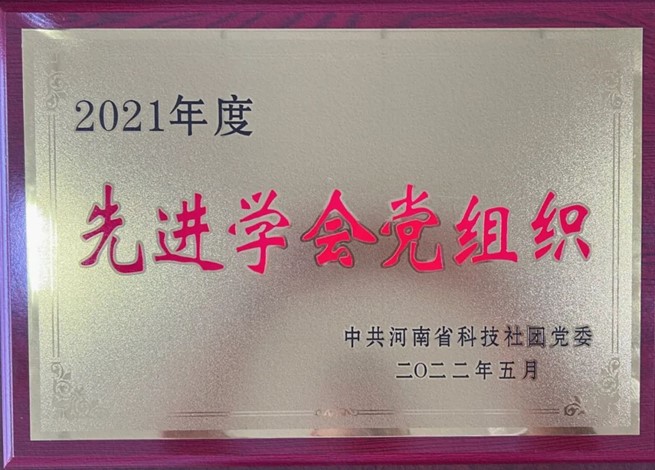 2021年度
先进学会党组织
中共河南省科技社团党委
二〇二二年五月